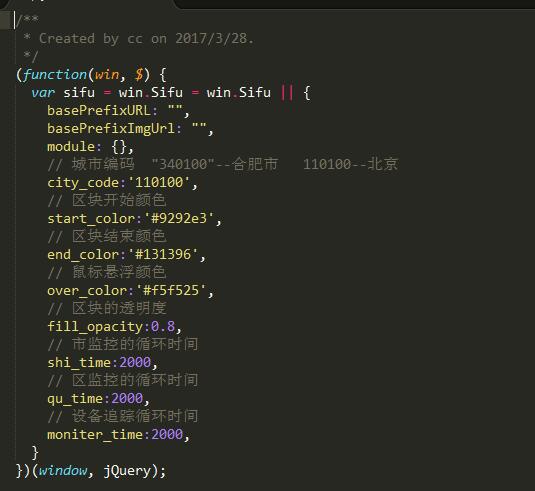 /**
 * Created by cc on 2017/3/28.
 */
(function(win, $) {
  var sifu = win.Sifu = win.Sifu || {
    basePrefixURL: "",
    basePrefixImgUrl: "",
    module: {},
    // 城市编码  "340100"--合肥市   110100--北京
    city_code:'110100',
    // 区块开始颜色
    start_color:'#9292e3',
    // 区块结束颜色
    end_color:'#131396',
    // 鼠标悬浮颜色
    over_color:'#f5f525',
    // 区块的透明度
    fill_opacity:0.8,
    // 市监控的循环时间
    shi_time:2000,
    // 区监控的循环时间
    qu_time:2000,
    // 设备追踪循环时间
    moniter_time:2000,
  }
})(window, jQuery);